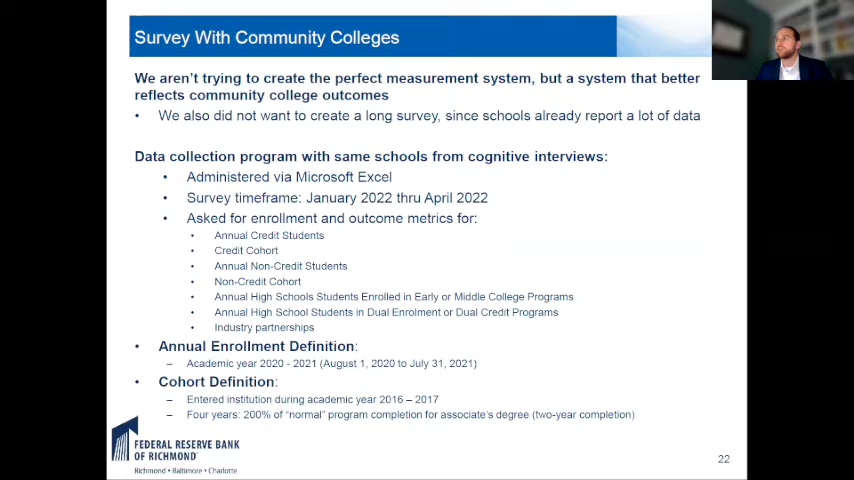 Survey With Community Colleges
We aren't trying to create the perfect measurement system, but a system that better
reflects community college outcomes
• We also did not want to create a long survey, since schools already report a lot of data
Data collection program with same schools from cognitive interviews:
• Administered via Microsoft Excel
• Survey timeframe: January 2022 thru April 2022
• Asked for enrollment and outcome metrics for:
• Annual Credit Students
• Credit Cohort
• Annual Non-Credit Students
• Non-Credit Cohort
• Annual High Schools Students Enrolled in Early or Middle College Programs
• Annual High School Students in Dual Enrolment or Dual Credit Programs
• Industry partnerships
• Annual Enrollment Definition:
– Academic year 2020 - 2021 (August 1, 2020 to July 31, 2021)
• Cohort Definition:
– Entered institution during academic year 2016 – 2017
– Four years: 200% of "normal" program completion for associate's degree (two-year completion)
FEDERAL RESERVE BANK
OF RICHMOND
Richmond • Baltimore • Charlotte
22